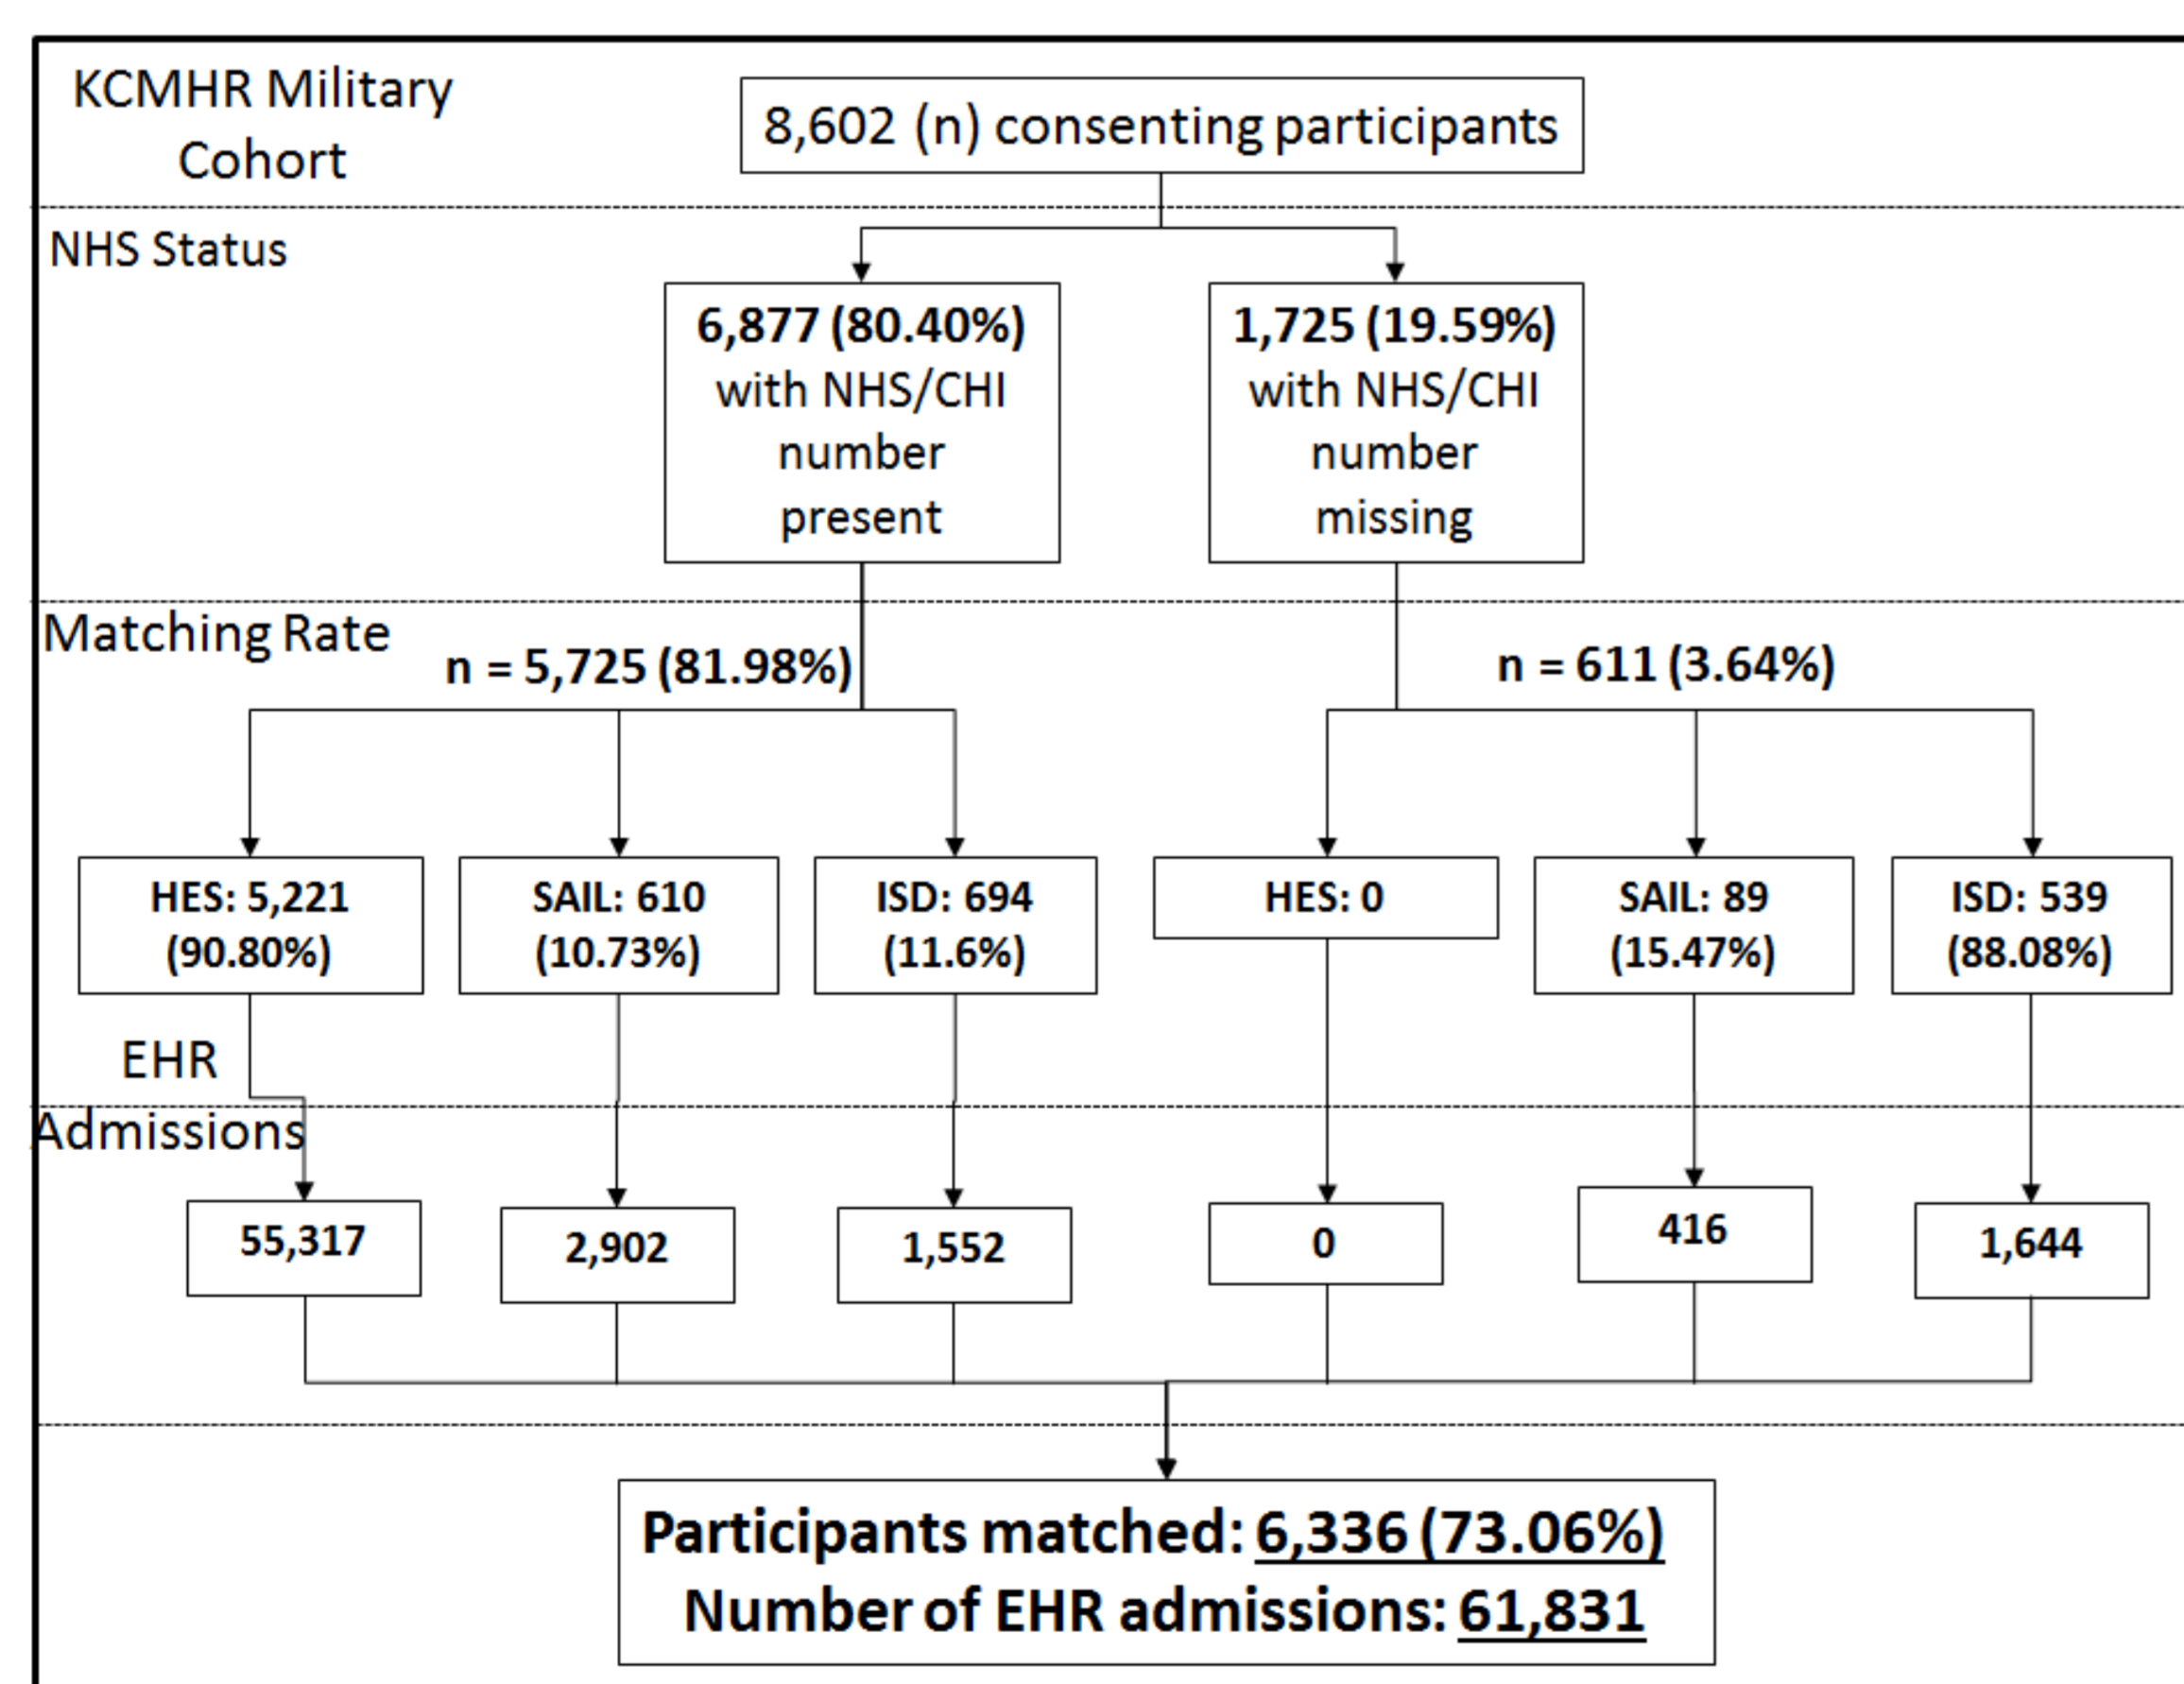 KCMHR Military
Cohort
8,602 (n) consenting participants
NHS Status
6,877 (80.40%)
with NHS/CHI
number
present
1,725 (19.59%)
with NHS/CHI
number
missing
Matching Rate
n = 5,725 (81.98%)
n = 611 (3.64%)
HES: 5,221
(90.80%)
SAIL: 610
(10.73%)
ISD: 694
(11.6%)
HES: 0
SAIL: 89
(15.47%)
ISD: 539
(88.08%)
EHR
Admissions
55,317
2,902
1,552
0
416
1,644
Participants matched: 6,336 (73.06%)
Number of EHR admissions: 61,831